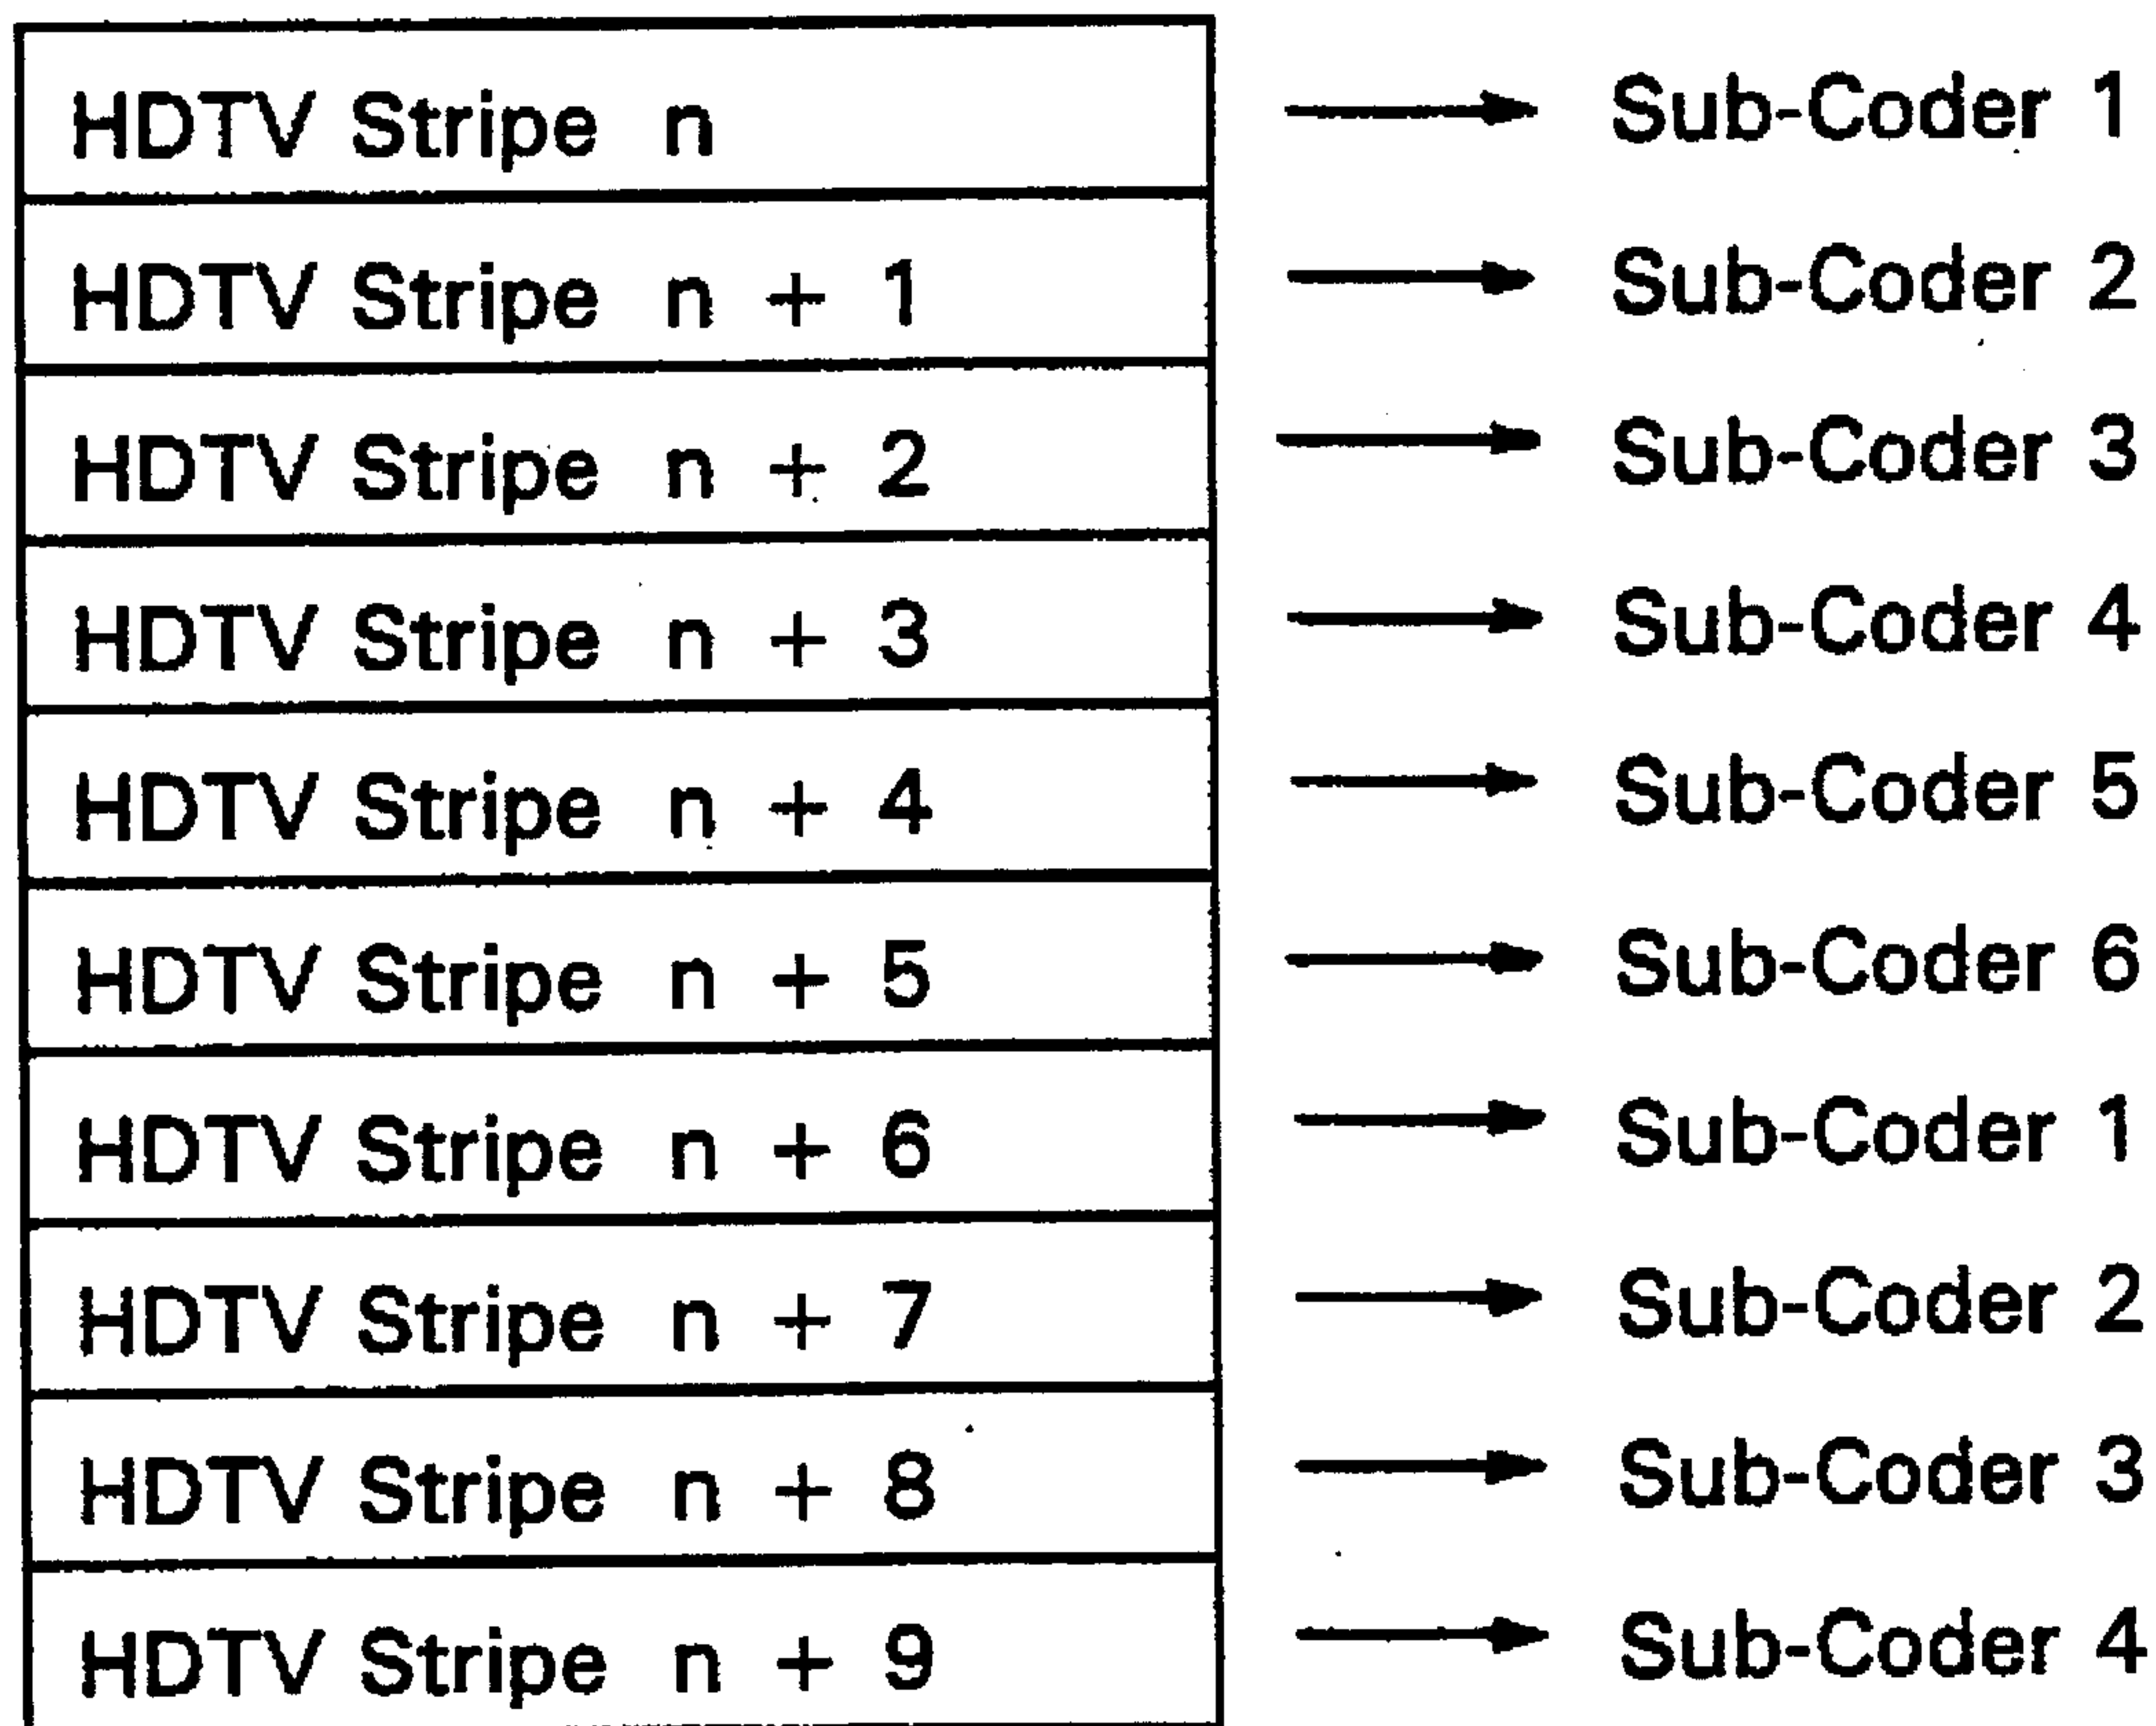 HDTV Stripe n → Sub-Coder 1
HDTV Stripe n + 1 → Sub-Coder 2
HDTV Stripe n + 2 → Sub-Coder 3
HDTV Stripe n + 3 → Sub-Coder 4
HDTV Stripe n + 4 → Sub-Coder 5
HDTV Stripe n + 5 → Sub-Coder 6
HDTV Stripe n + 6 → Sub-Coder 1
HDTV Stripe n + 7 → Sub-Coder 2
HDTV Stripe n + 8 → Sub-Coder 3
HDTV Stripe n + 9 → Sub-Coder 4